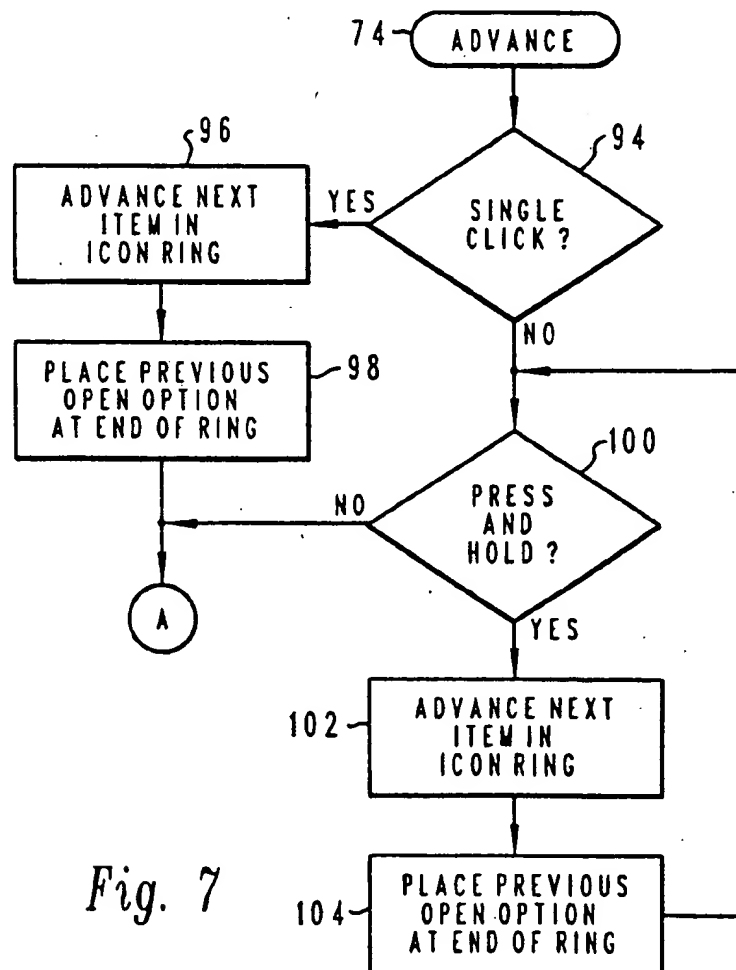 74
ADVANCE
96
94
ADVANCE NEXT
ITEM IN
ICON RING
YES
SINGLE
CLICK ?
NO
PLACE PREVIOUS
OPEN OPTION
AT END OF RING
98
100
NO
PRESS
AND
HOLD ?
A
YES
102
ADVANCE NEXT
ITEM IN
ICON RING
Fig. 7
104
PLACE PREVIOUS
OPEN OPTION
AT END OF RING